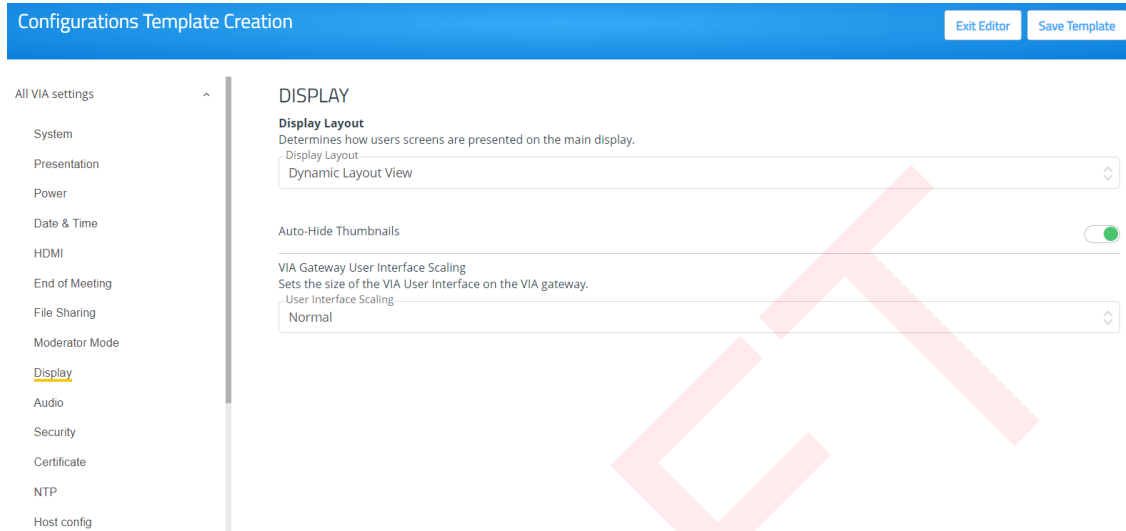 Configurations Template Creation
Exit Editor
Save Template
All VIA settings
System
Presentation
Power
Date & Time
HDMI
End of Meeting
File Sharing
Moderator Mode
Display
Audio
Security
Certificate
NTP
Host config
DISPLAY
Display Layout
Determines how users screens are presented on the main display.
Display Layout
Dynamic Layout View
Auto-Hide Thumbnails
VIA Gateway User Interface Scaling
Sets the size of the VIA User Interface on the VIA gateway.
User Interface Scaling
Normal